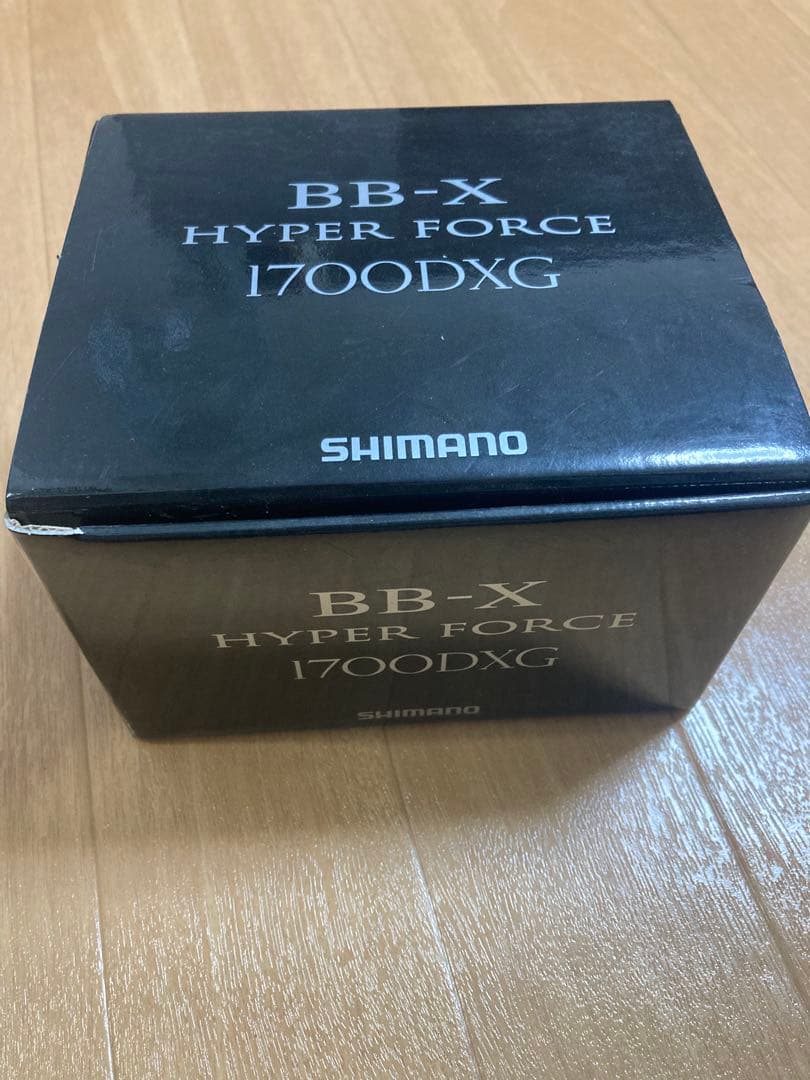 BB-X
HYPER FORCE
1700DXG
SHIMANO
BB-X
HYPER FORCE
1700DXG
SHIMANO